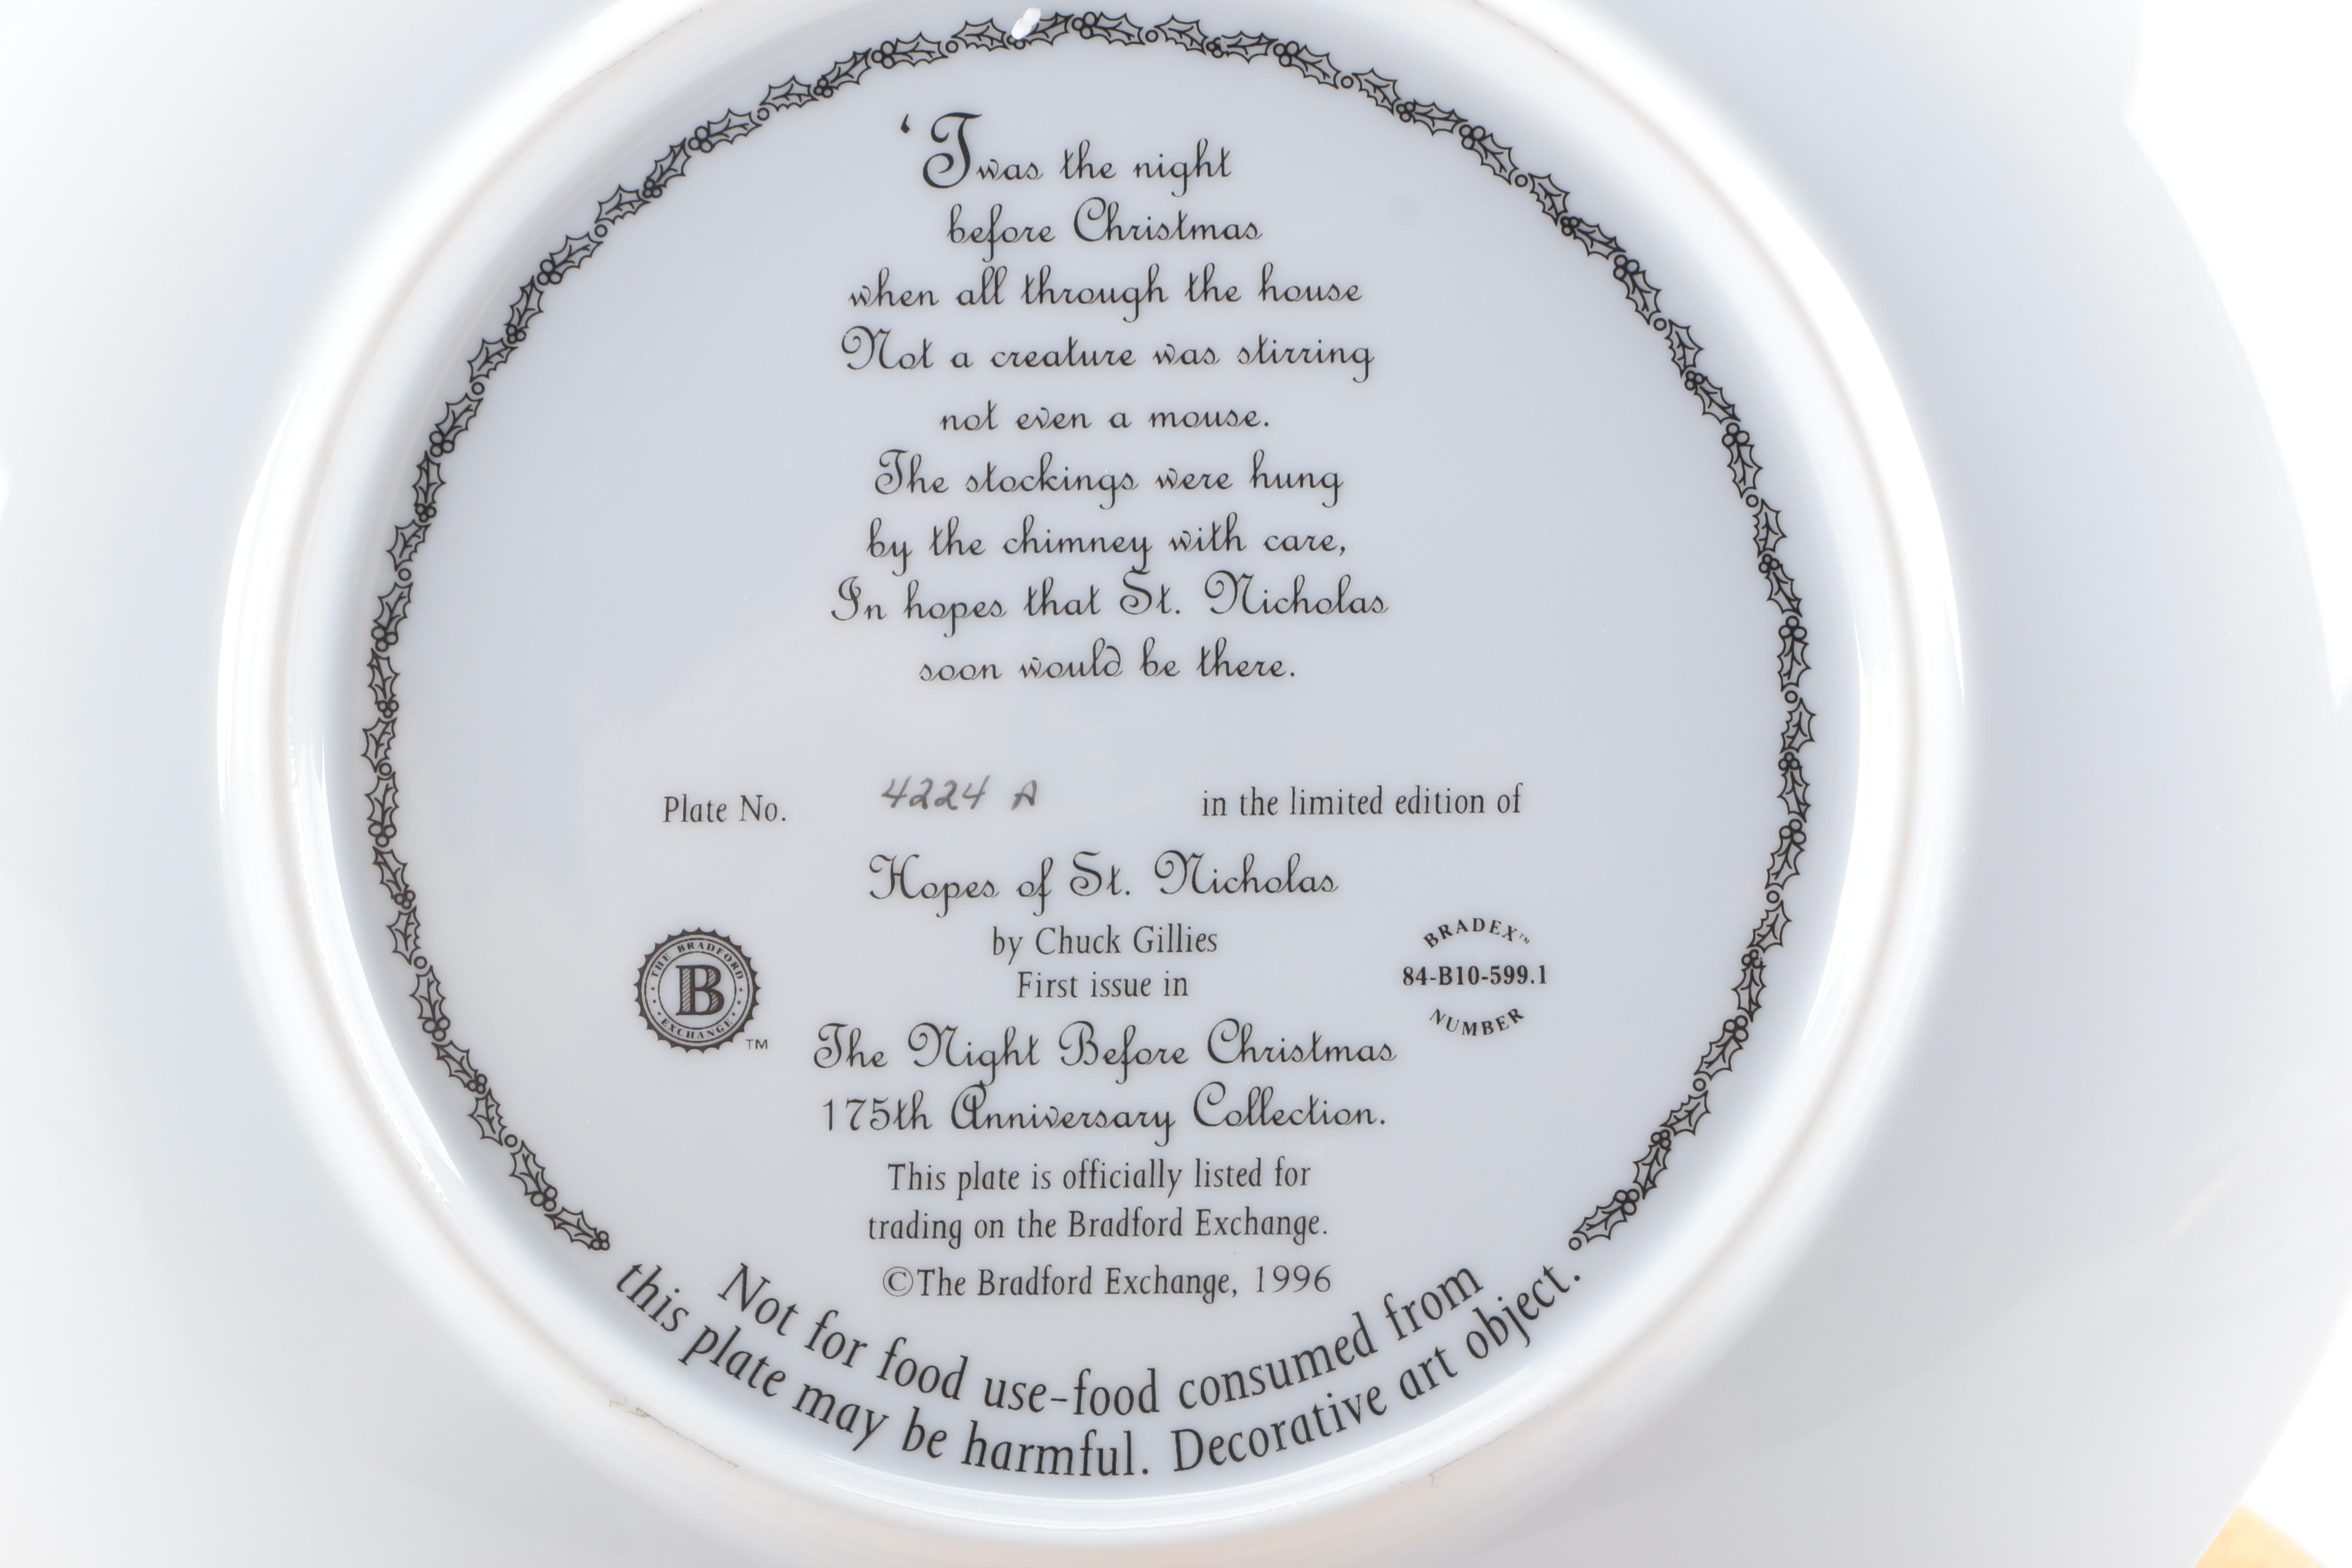 ‘Twas the night
before Christmas
when all through the house
Not a creature was stirring
not even a mouse.
The stockings were hung
by the chimney with care,
In hopes that St. Nicholas
soon would be there.
Plate No. 4224 A in the limited edition of
Hopes of St. Nicholas
by Chuck Gillies
First issue in
The Night Before Christmas
175th Anniversary Collection.
THE BRADFORD
B
EXCHANGE
TM
BRADEX™
84-B10-599.1
NUMBER
This plate is officially listed for
trading on the Bradford Exchange.
©The Bradford Exchange, 1996
Not for food use-food consumed from
this plate may be harmful. Decorative art object.